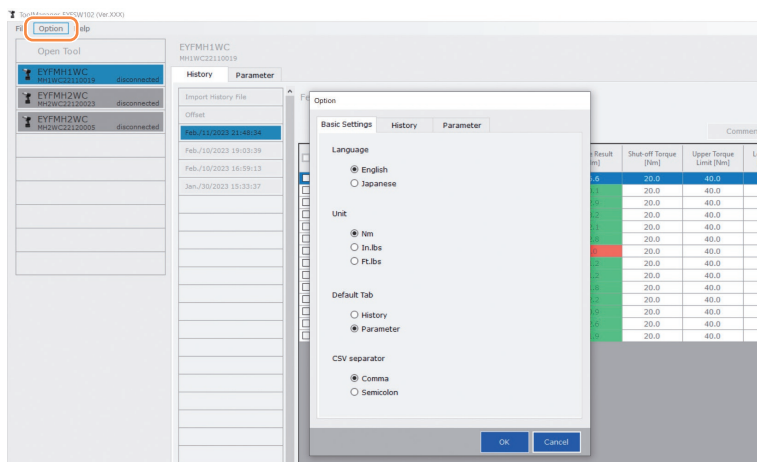 ToolManager EYFSW102 (Ver.XXX)
Option
Open Tool
EYFMH1WC
MH1WC22110019 disconnected
EYFMH2WC
MH2WC22120023 disconnected
EYFMH2WC
MH2WC22120005 disconnected
EYFMH1WC
MH1WC22110019
History Parameter
Import History File
Offset
Feb./11/2023 21:48:34
Feb./10/2023 19:03:39
Feb./10/2023 16:59:13
Jan./30/2023 15:33:37
Option
Basic Settings History Parameter
Language
English
Japanese
Unit
Nm
In.lbs
Ft.lbs
Default Tab
History
Parameter
CSV separator
Comma
Semicolon
OK Cancel
Result Shut-off Torque Upper Torque
[Nm] Limit [Nm]
20.0 40.0
20.0 40.0
20.0 40.0
20.0 40.0
20.0 40.0
20.0 40.0
20.0 40.0
20.0 40.0
20.0 40.0
20.0 40.0
20.0 40.0
20.0 40.0
20.0 40.0
20.0 40.0